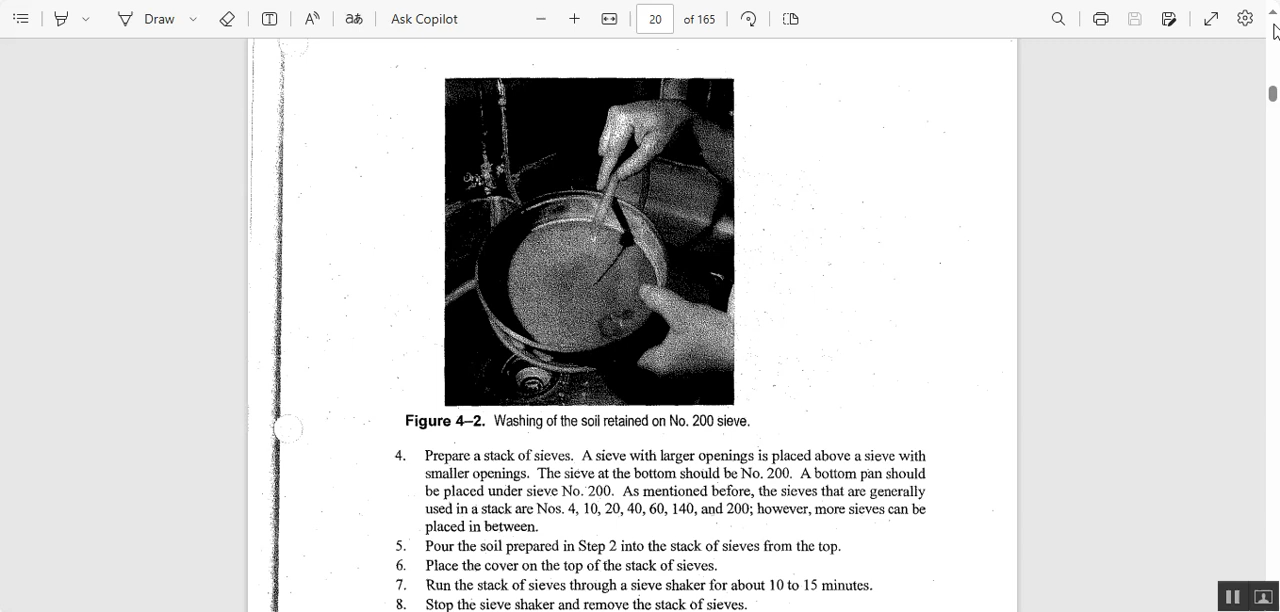 Draw
Ask Copilot
20 of 165
Figure 4–2. Washing of the soil retained on No. 200 sieve.
4. Prepare a stack of sieves. A sieve with larger openings is placed above a sieve with
smaller openings. The sieve at the bottom should be No. 200. A bottom pan should
be placed under sieve No. 200. As mentioned before, the sieves that are generally
used in a stack are Nos. 4, 10, 20, 40, 60, 140, and 200; however, more sieves can be
placed in between.
5. Pour the soil prepared in Step 2 into the stack of sieves from the top.
6. Place the cover on the top of the stack of sieves.
7. Run the stack of sieves through a sieve shaker for about 10 to 15 minutes.
8. Stop the sieve shaker and remove the stack of sieves.